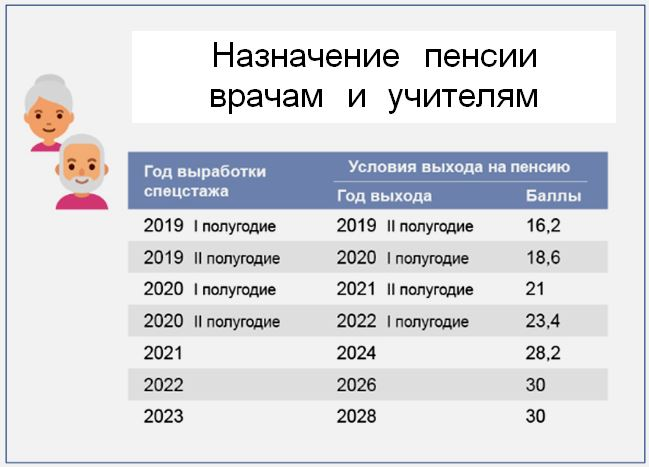 Назначение пенсии
врачам и учителям
Год выработки
спецстажа
Условия выхода на пенсию
Год выхода Баллы
2019 I полугодие 2019 II полугодие 16,2
2019 II полугодие 2020 I полугодие 18,6
2020 I полугодие 2021 II полугодие 21
2020 II полугодие 2022 I полугодие 23,4
2021 2024 28,2
2022 2026 30
2023 2028 30